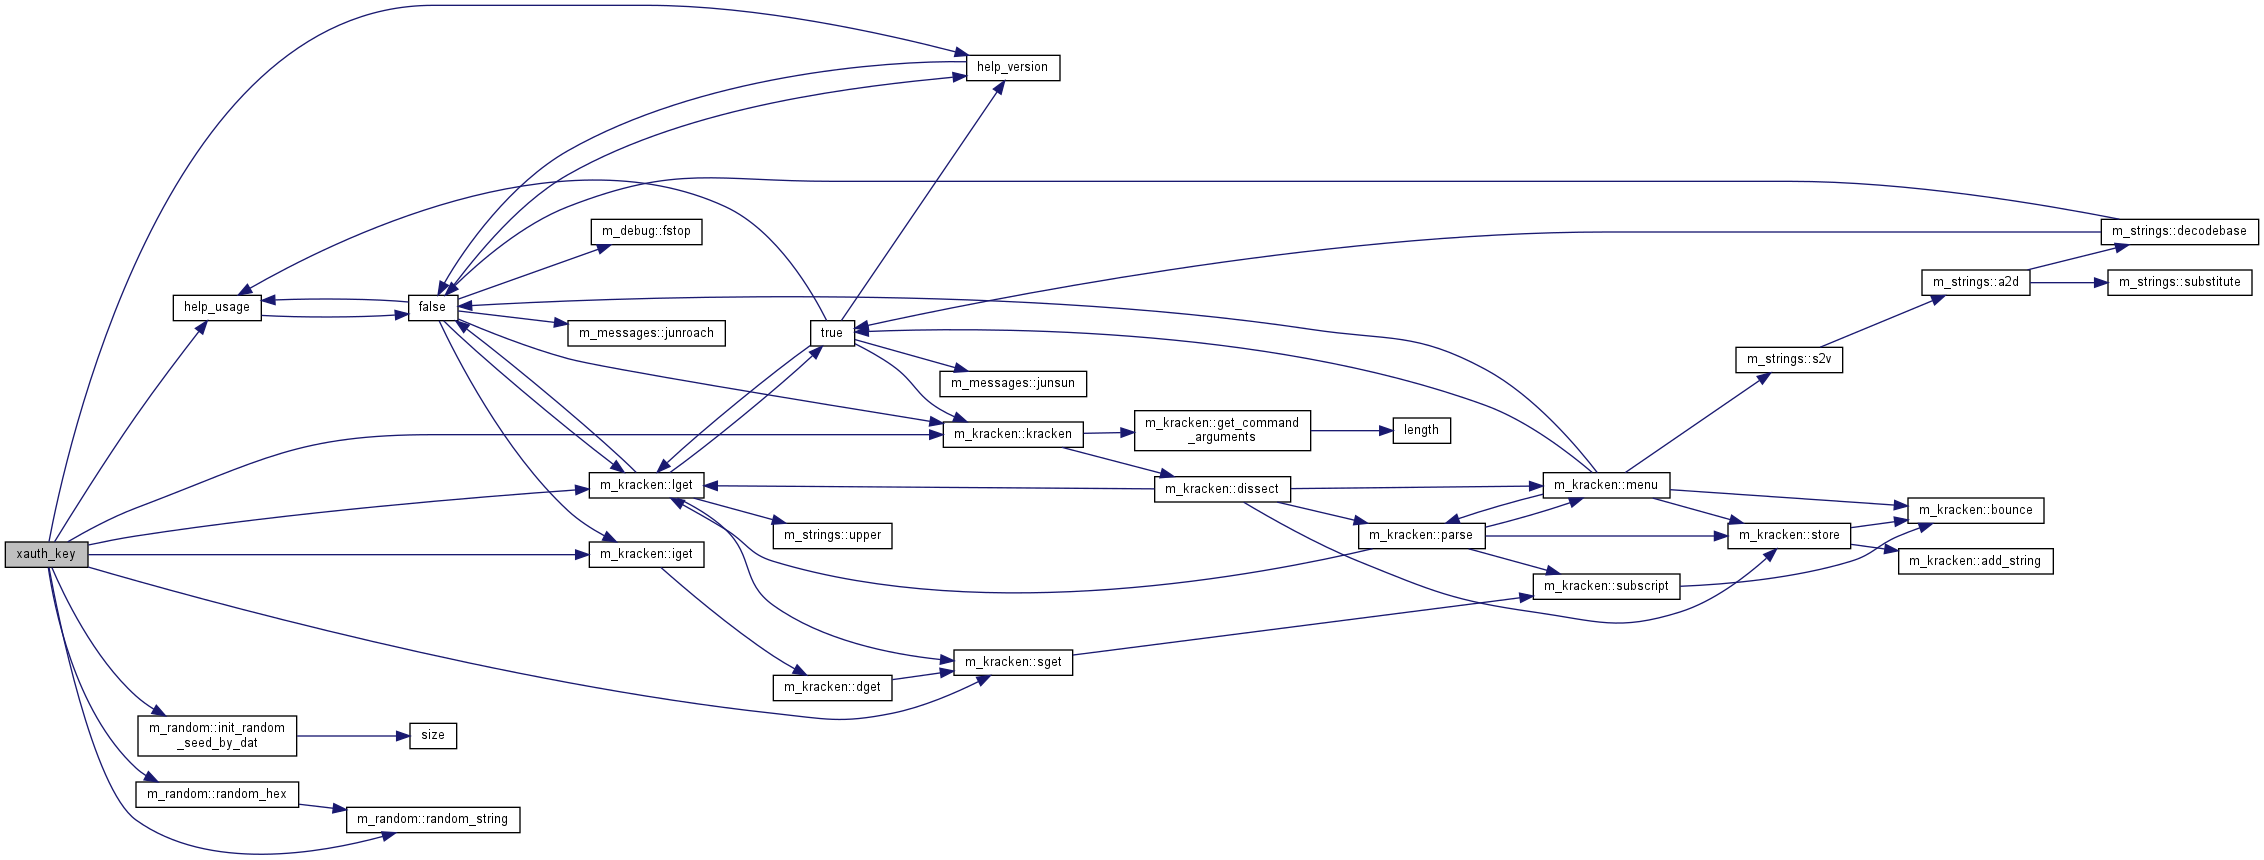 help_version
m_debug::fstop
m_strings::decodebase
m_strings::a2d
m_strings::substitute
help_usage
false
m_messages::junroach
true
m_strings::s2v
m_messages::junsun
m_kracken::kracken
m_kracken::get_command
_arguments
length
m_kracken::lget
m_kracken::dissect
m_kracken::menu
m_kracken::bounce
m_strings::upper
m_kracken::parse
m_kracken::store
xauth_key
m_kracken::iget
m_kracken::add_string
m_kracken::subscript
m_kracken::sget
m_kracken::dget
m_random::init_random
_seed_by_dat
size
m_random::random_hex
m_random::random_string